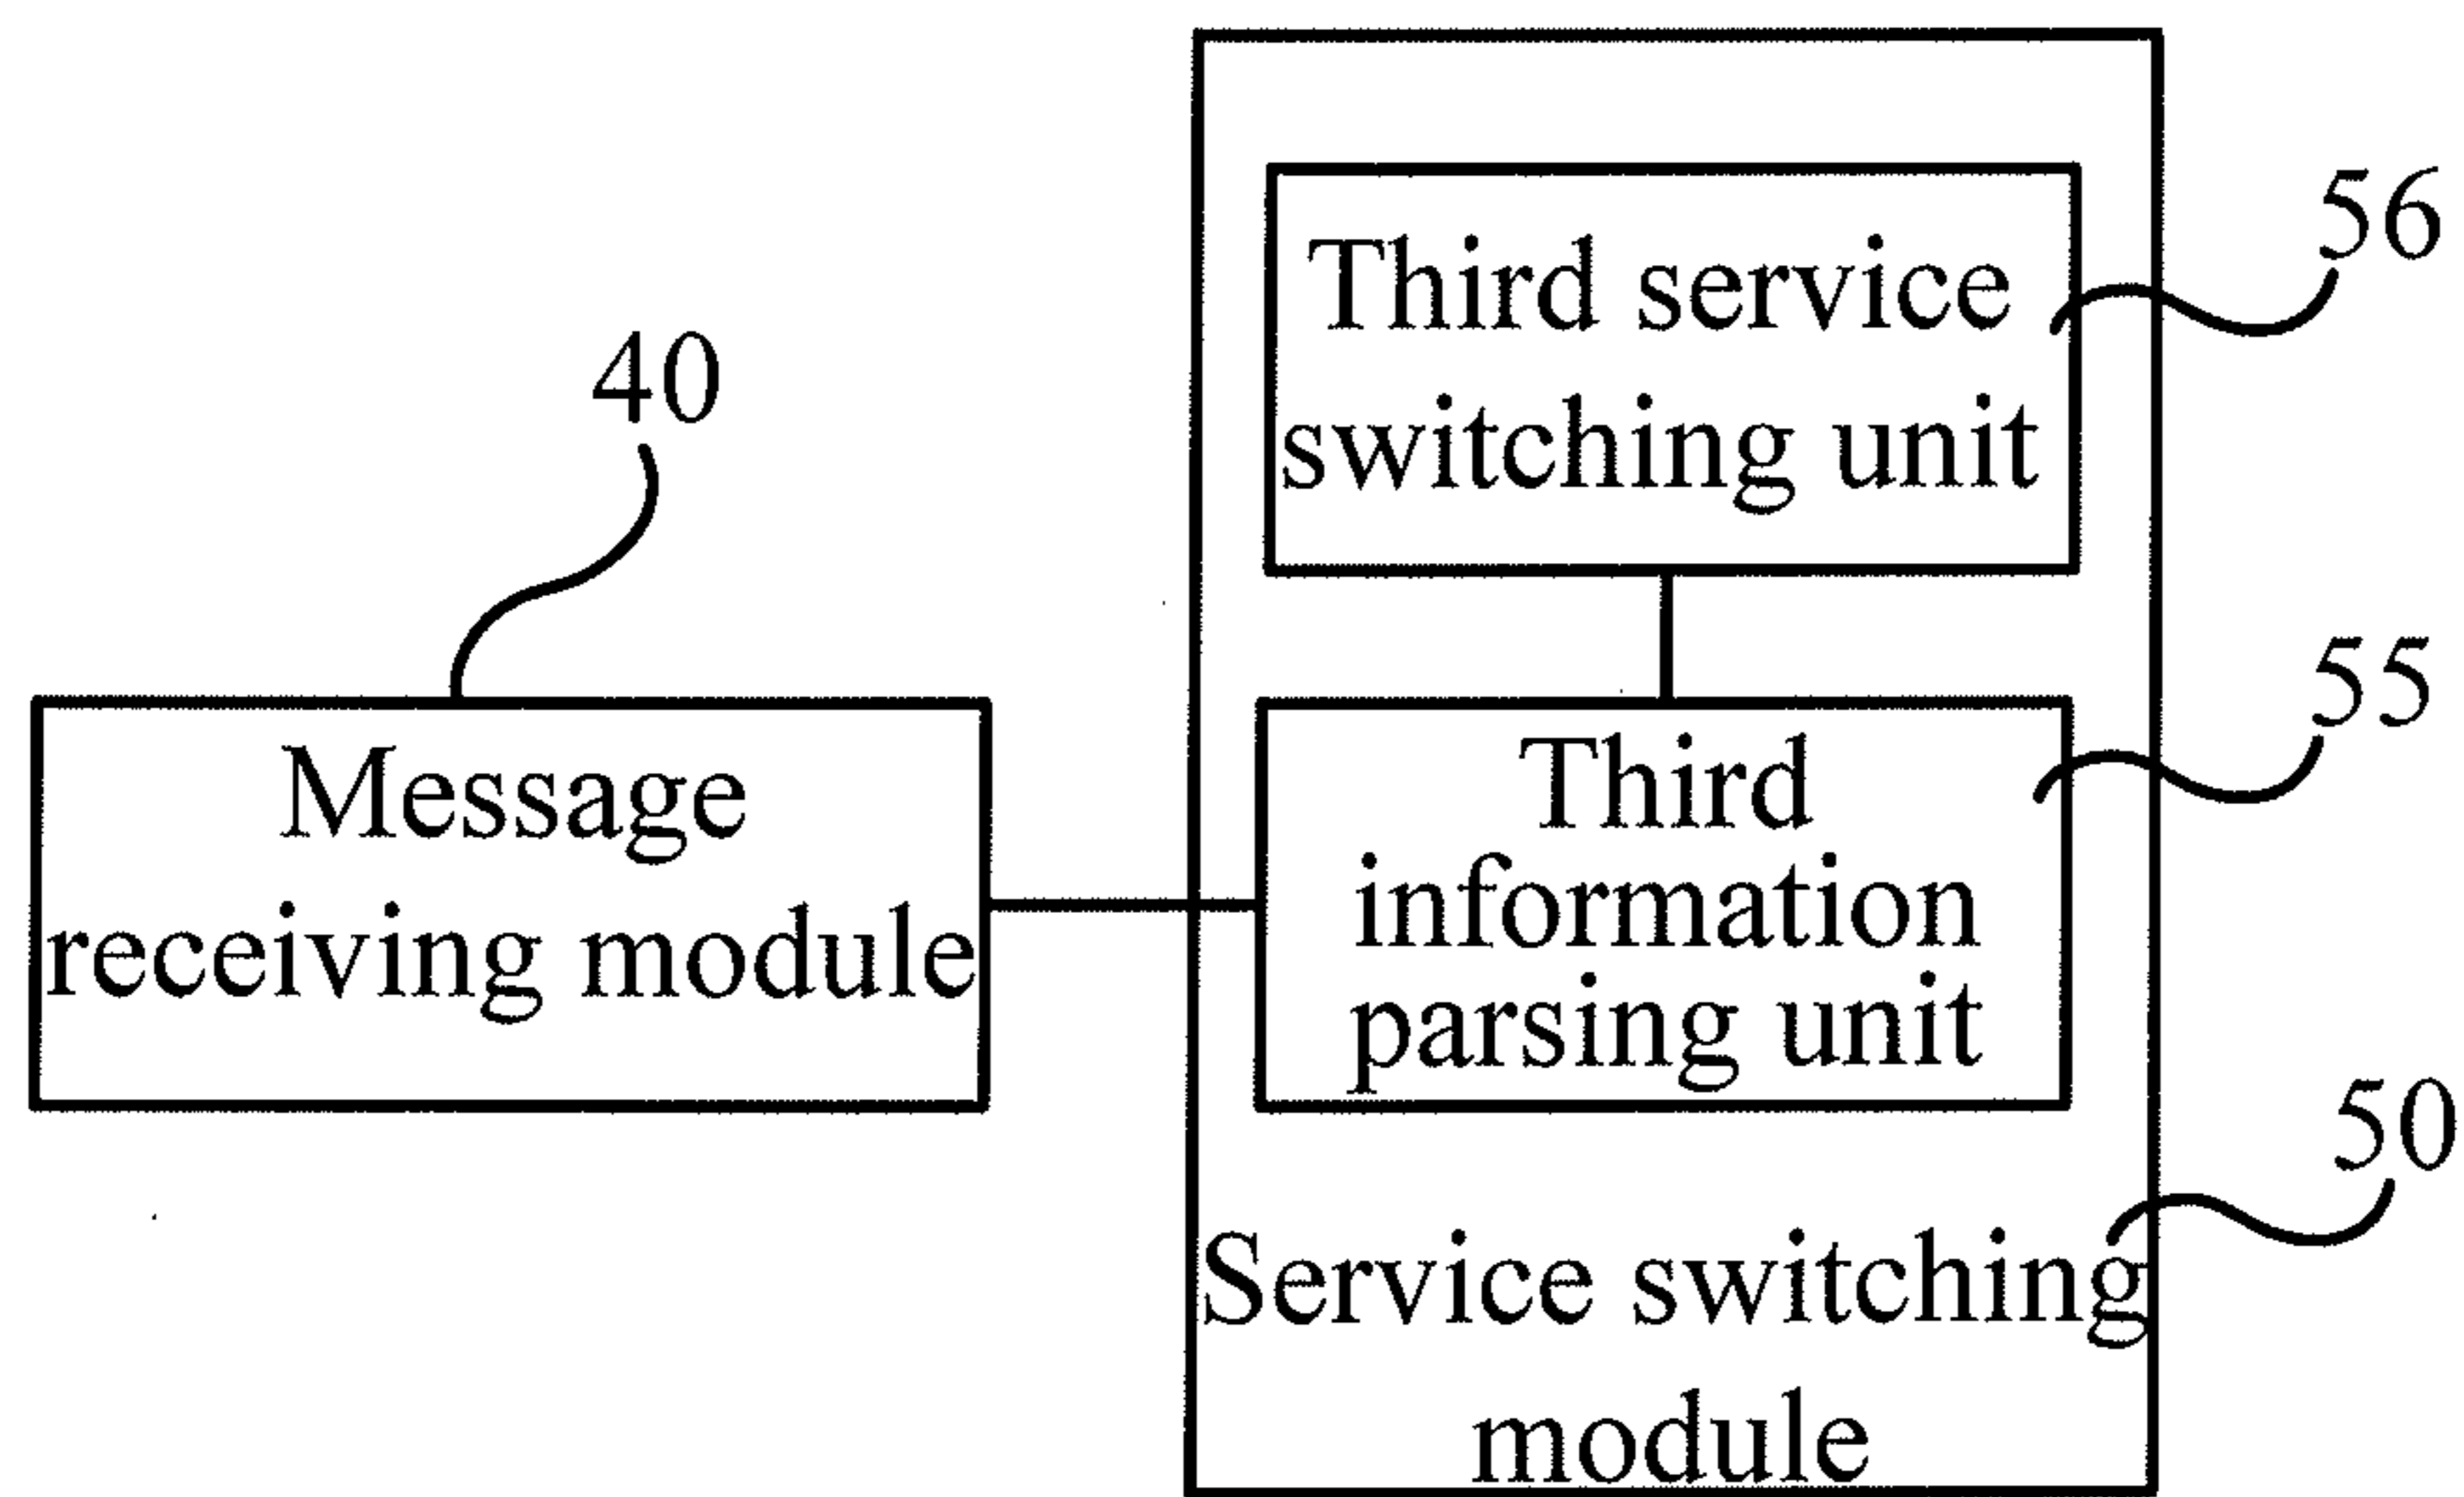 56
Third service
switching unit
40
55
Message
receiving module
Third
information
parsing unit
50
Service switching
module